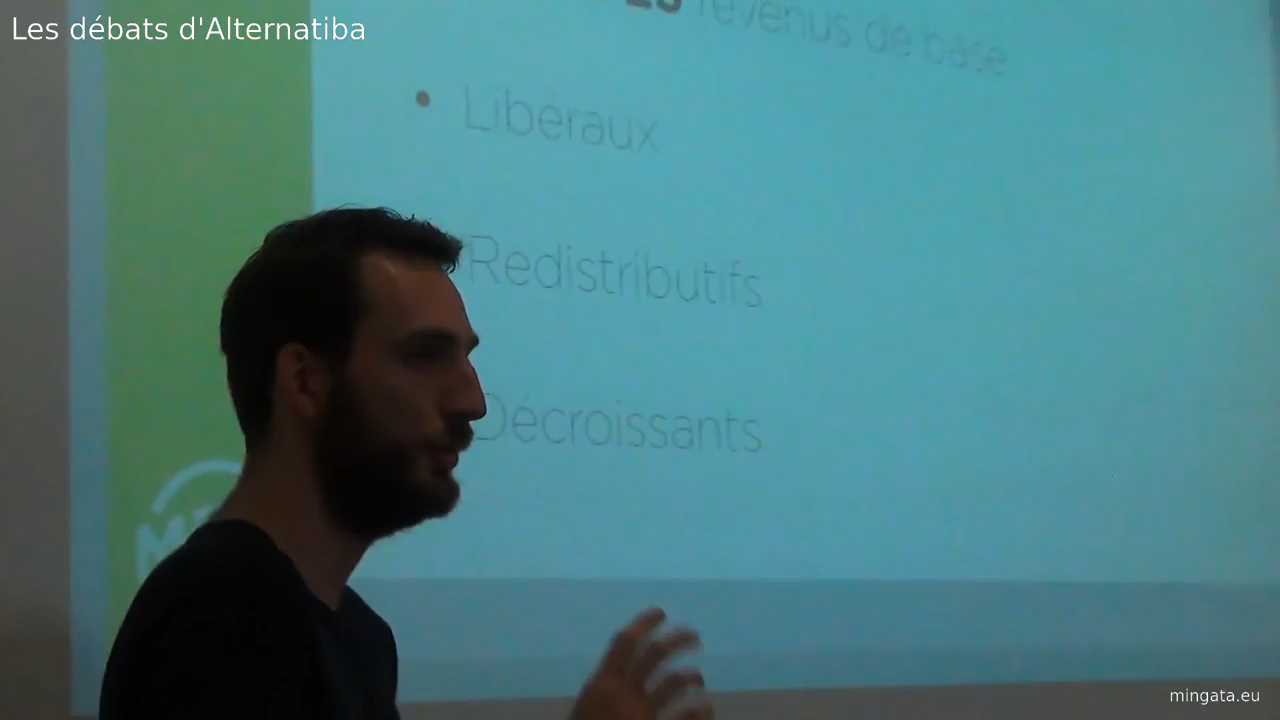 Les débats d'Alternatiba
revenus de base
• Libéraux
Redistributifs
Décroissants
mingata.eu